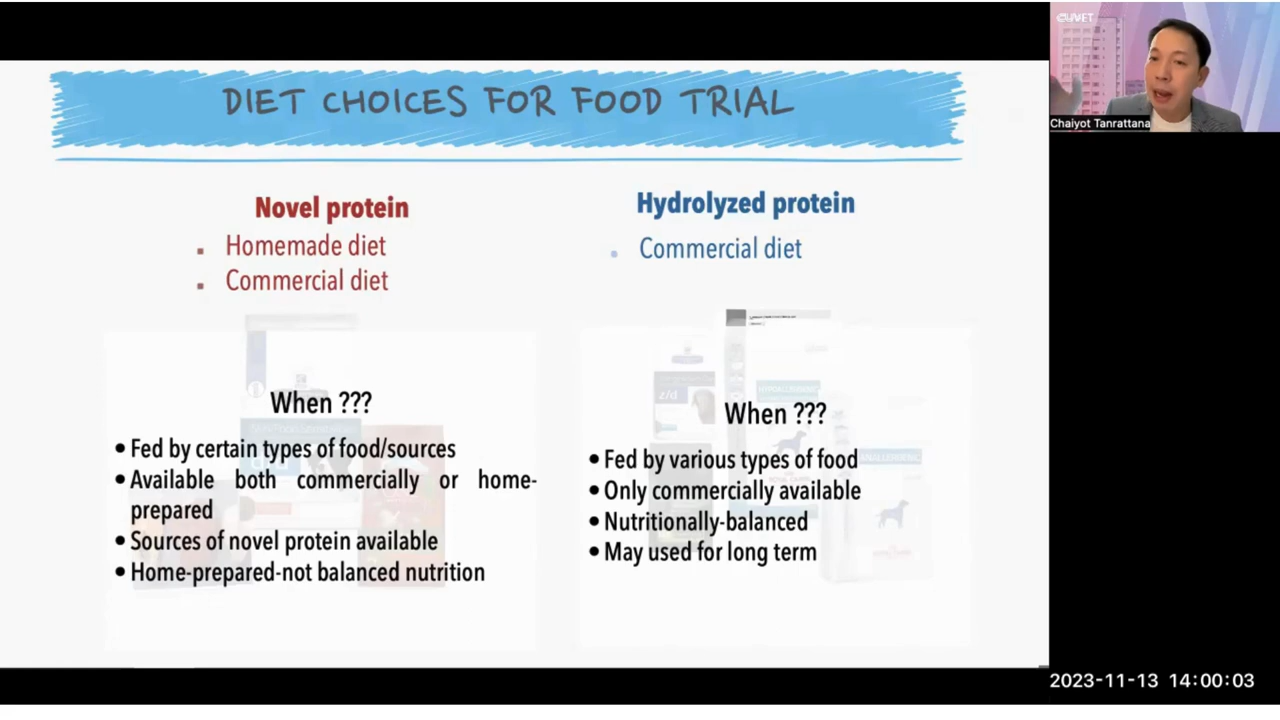 CUVET
Chaiyot Tanrattana
DIET CHOICES FOR FOOD TRIAL
Novel protein
Homemade diet
Commercial diet
When ???
Fed by certain types of food/sources
Available both commercially or home-
prepared
Sources of novel protein available
Home-prepared-not balanced nutrition
Hydrolyzed protein
Commercial diet
z/d
HYPOALLERGENIC
When ???
Fed by various types of food
ANALLERGENIC
Only commercially available
Nutritionally-balanced
May used for long term
2023-11-13 14:00:03